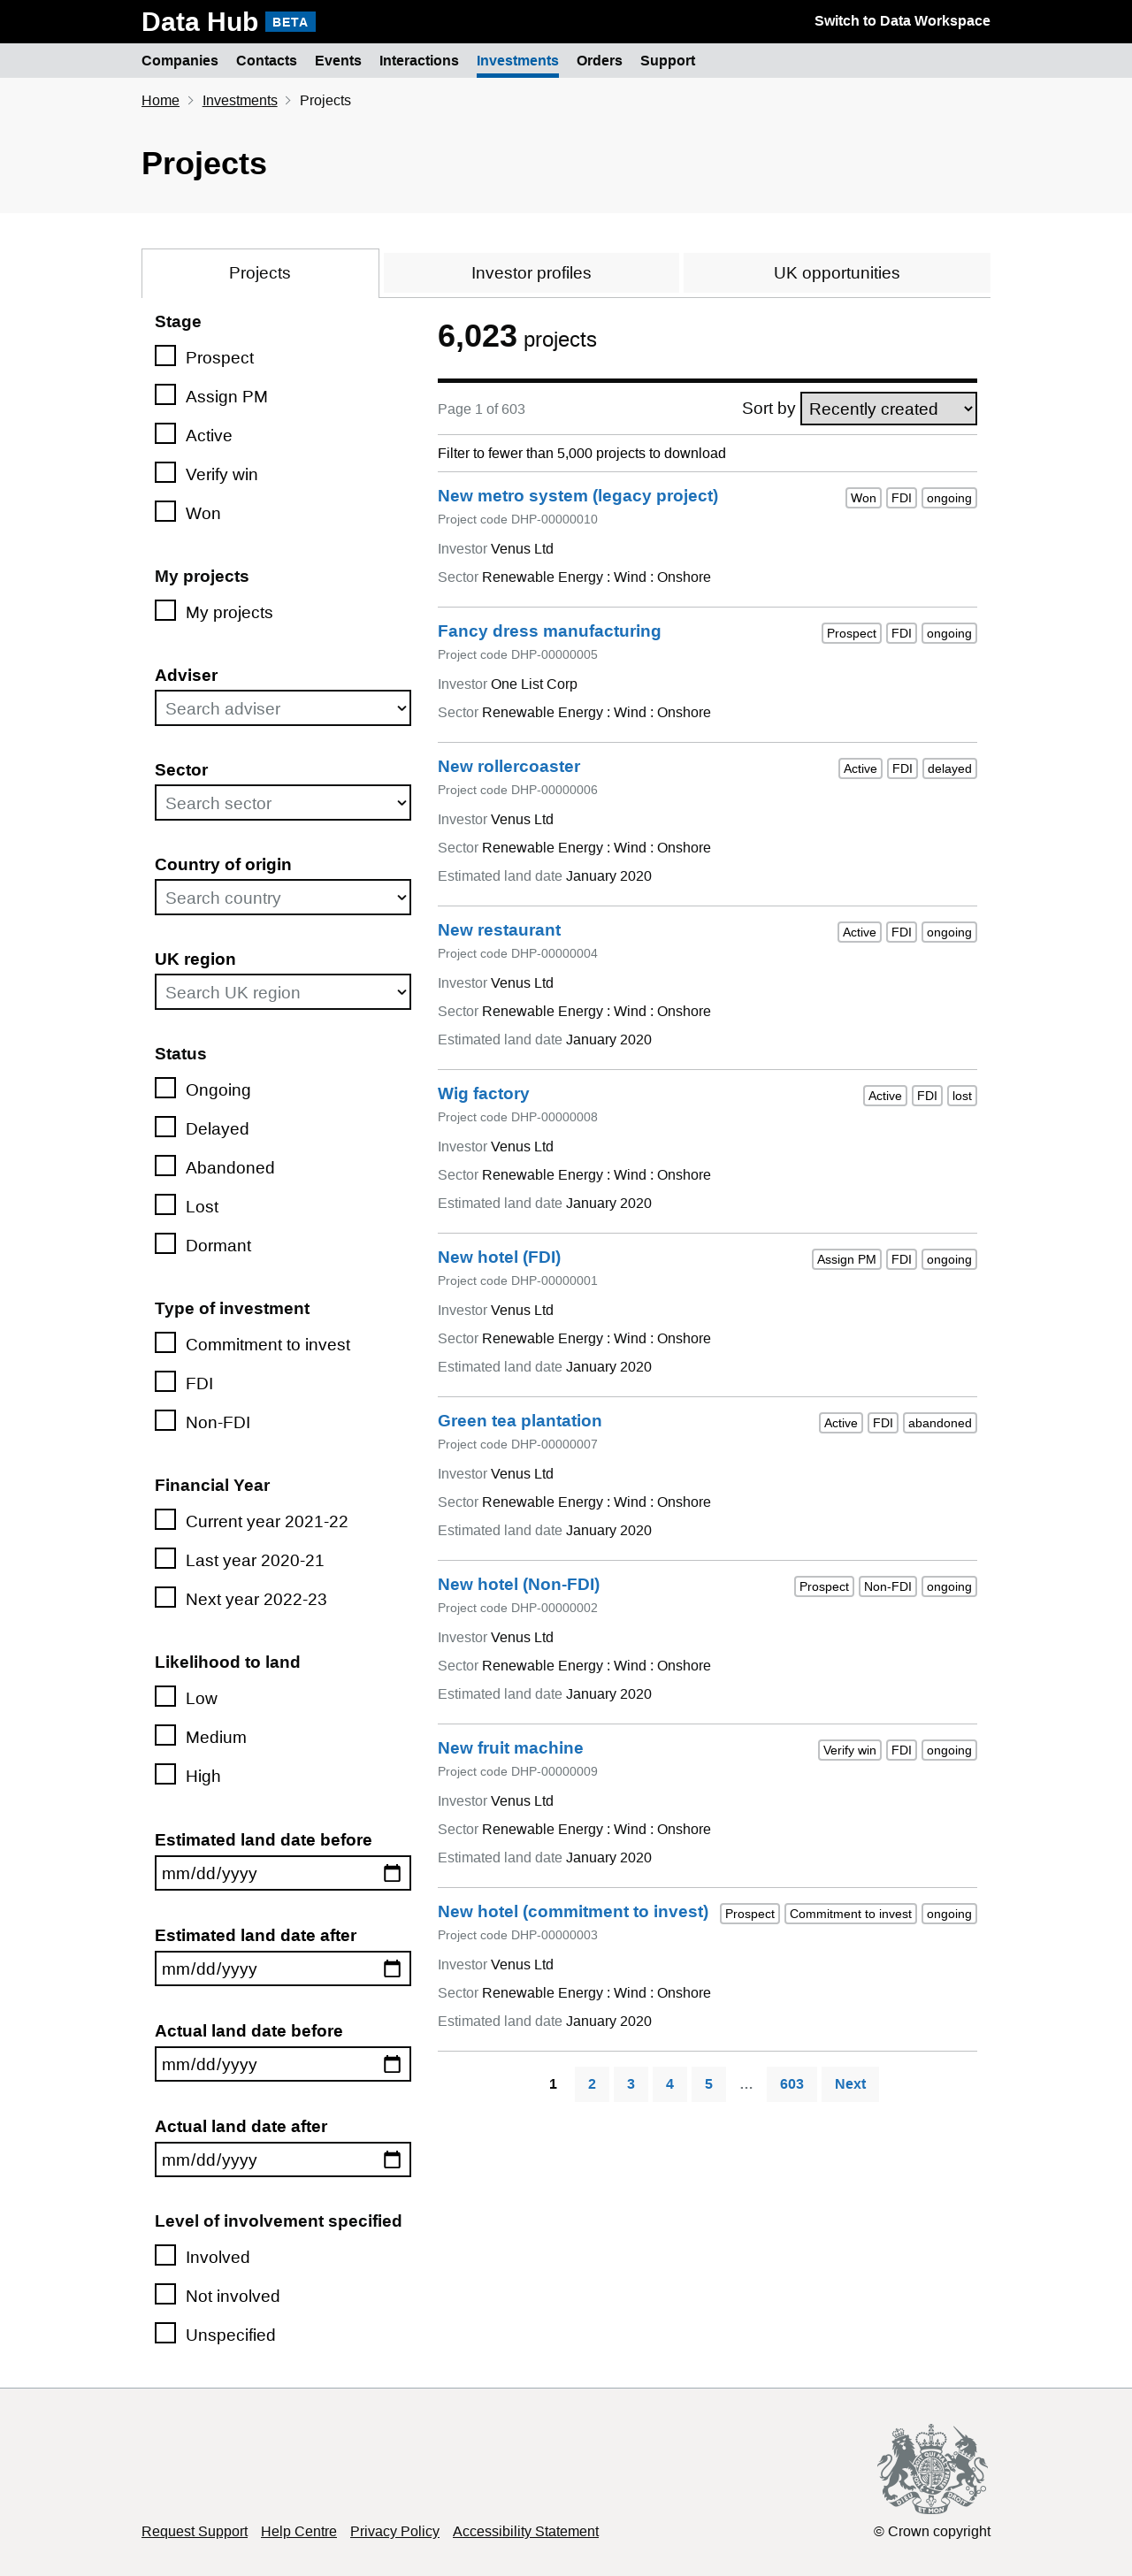 Data Hub BETA Switch to Data Workspace
Companies Contacts Events Interactions Investments Orders Support
Home Investments Projects
Projects
Projects Investor profiles UK opportunities
Stage
Prospect
Assign PM
Active
Verify win
Won
My projects
My projects
Adviser
Search adviser
Sector
Search sector
Country of origin
Search country
UK region
Search UK region
Status
Ongoing
Delayed
Abandoned
Lost
Dormant
Type of investment
Commitment to invest
FDI
Non-FDI
Financial Year
Current year 2021-22
Last year 2020-21
Next year 2022-23
Likelihood to land
Low
Medium
High
Estimated land date before
mm/dd/yyyy
Estimated land date after
mm/dd/yyyy
Actual land date before
mm/dd/yyyy
Actual land date after
mm/dd/yyyy
Level of involvement specified
Involved
Not involved
Unspecified
6,023 projects
Page 1 of 603 Sort by Recently created
Filter to fewer than 5,000 projects to download
New metro system (legacy project) Won FDI ongoing
Project code DHP-00000010
Investor Venus Ltd
Sector Renewable Energy : Wind : Onshore
Fancy dress manufacturing Prospect FDI ongoing
Project code DHP-00000005
Investor One List Corp
Sector Renewable Energy : Wind : Onshore
New rollercoaster Active FDI delayed
Project code DHP-00000006
Investor Venus Ltd
Sector Renewable Energy : Wind : Onshore
Estimated land date January 2020
New restaurant Active FDI ongoing
Project code DHP-00000004
Investor Venus Ltd
Sector Renewable Energy : Wind : Onshore
Estimated land date January 2020
Wig factory Active FDI lost
Project code DHP-00000008
Investor Venus Ltd
Sector Renewable Energy : Wind : Onshore
Estimated land date January 2020
New hotel (FDI) Assign PM FDI ongoing
Project code DHP-00000001
Investor Venus Ltd
Sector Renewable Energy : Wind : Onshore
Estimated land date January 2020
Green tea plantation Active FDI abandoned
Project code DHP-00000007
Investor Venus Ltd
Sector Renewable Energy : Wind : Onshore
Estimated land date January 2020
New hotel (Non-FDI) Prospect Non-FDI ongoing
Project code DHP-00000002
Investor Venus Ltd
Sector Renewable Energy : Wind : Onshore
Estimated land date January 2020
New fruit machine Verify win FDI ongoing
Project code DHP-00000009
Investor Venus Ltd
Sector Renewable Energy : Wind : Onshore
Estimated land date January 2020
New hotel (commitment to invest) Prospect Commitment to invest ongoing
Project code DHP-00000003
Investor Venus Ltd
Sector Renewable Energy : Wind : Onshore
Estimated land date January 2020
1 2 3 4 5 … 603 Next
DIEU ET MON DROIT
Request Support Help Centre Privacy Policy Accessibility Statement © Crown copyright